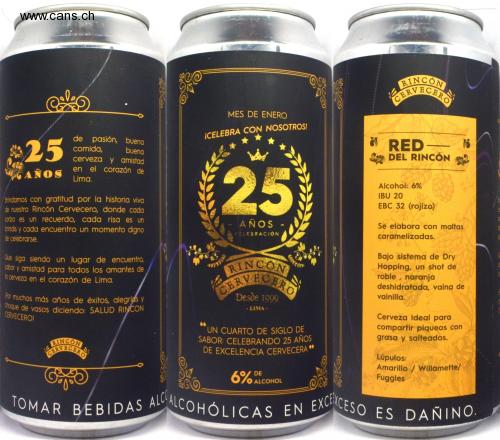 www.cans.ch
25
AÑOS
de pasión, buena
comida, buena
cerveza y amistad
en el corazón de
Lima.
Brindamos con gratitud por la historia viva
de nuestro Rincón Cervecero, donde cada
sorbo es un recuerdo, cada risa es un
brindis y cada encuentro un momento digno
de celebrarse.
Que siga siendo un lugar de encuentro,
sabor y amistad para todos los amantes de
la cerveza en el corazón de Lima.
Por muchos más años de éxitos, alegrías y
choque de vasos diciendo: SALUD RINCON
CERVECERO!
RINCÓN
CERVECERO
TOMAR BEBIDAS ALC
MES DE ENERO
¡CELEBRA CON NOSOTROS!
25
AÑOS
CELEBRACIÓN
RINCÓN
CERVECERO
Desde 1999
- LIMA -
"UN CUARTO DE SIGLO DE
SABOR: CELEBRANDO 25 AÑOS
DE EXCELENCIA CERVECERA"
6% DE
ALCOHOL
ALCOHÓLICAS EN EXCE
RINCÓN
CERVECERO
RED
DEL RINCÓN
Alcohol: 6%
IBU 20
EBC 32 (rojizo)
Se elabora con maltas
caramelizadas.
Bajo sistema de Dry
Hopping, un shot de
roble , naranja
deshidratada, vaina de
vainilla.
Cerveza ideal para
compartir piqueos con
grasa y salteados.
Lúpulos:
Amarillo / Willamette/
Fuggles
XCESO ES DAÑINO.